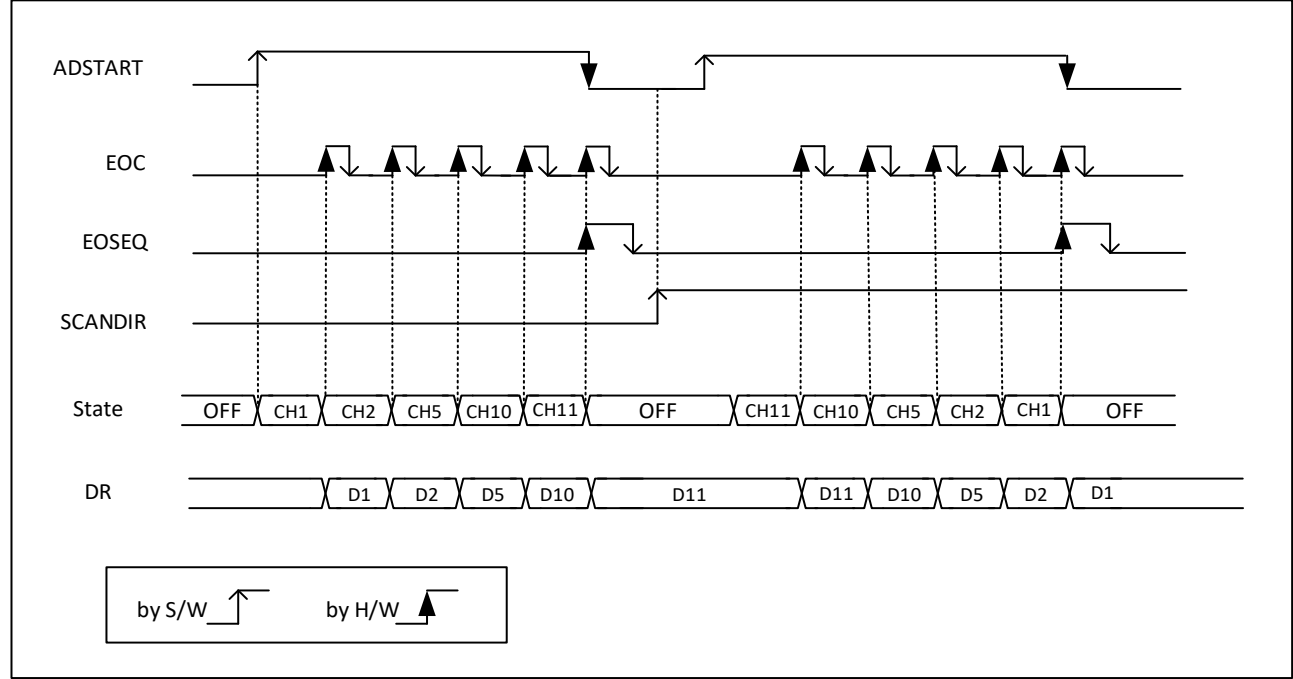 ADSTART
EOC
EOSEQ
SCANDIR
State OFF CH1 CH2 CH5 CH10 CH11 OFF CH11 CH10 CH5 CH2 CH1 OFF
DR D1 D2 D5 D10 D11 D11 D10 D5 D2 D1
by S/W by H/W